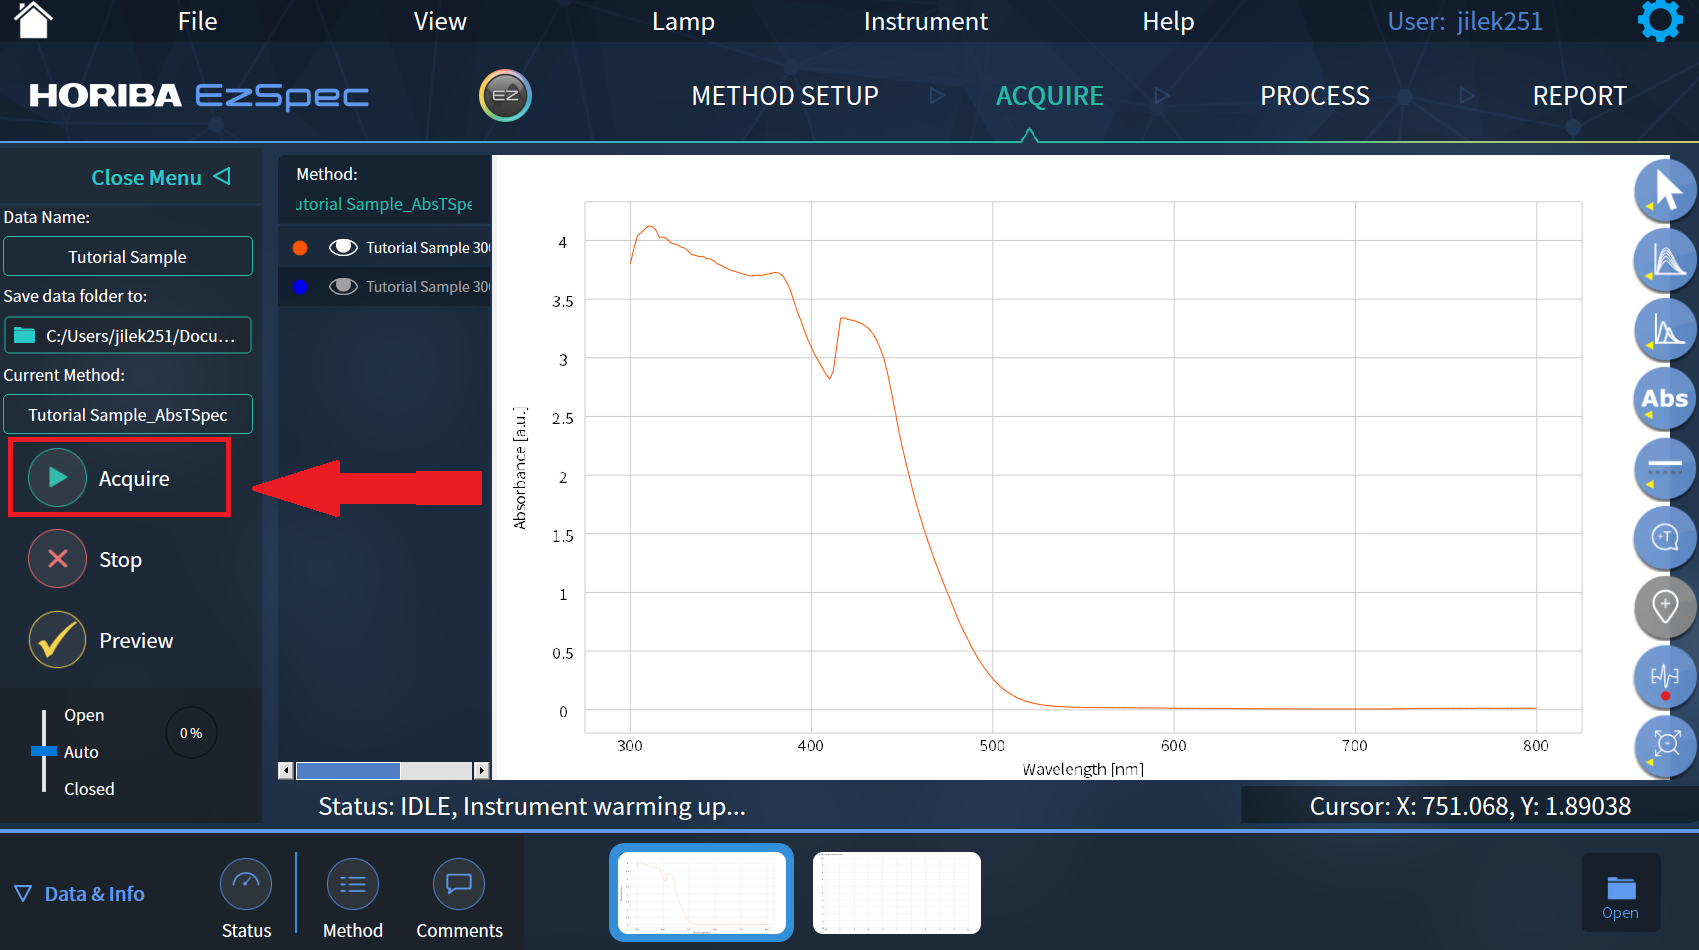 File View Lamp Instrument Help User: jilek251
HORIBA EzSpec EZ METHOD SETUP ACQUIRE PROCESS REPORT
Close Menu
Data Name:
Tutorial Sample
Save data folder to:
C:/Users/jilek251/Docu...
Current Method:
Tutorial Sample_AbsTSpec
Acquire
Stop
Preview
Open
Auto
Closed
0 %
Method:
utorial Sample_AbsTSpe
Tutorial Sample 300
Tutorial Sample 300
Absorbance [a.u.]
4
3.5
3
2.5
2
1.5
1
0.5
0
300 400 500 600 700 800
Wavelength [nm]
Abs
+T
Status: IDLE, Instrument warming up...
Cursor: X: 751.068, Y: 1.89038
Data & Info
Status
Method
Comments
Open